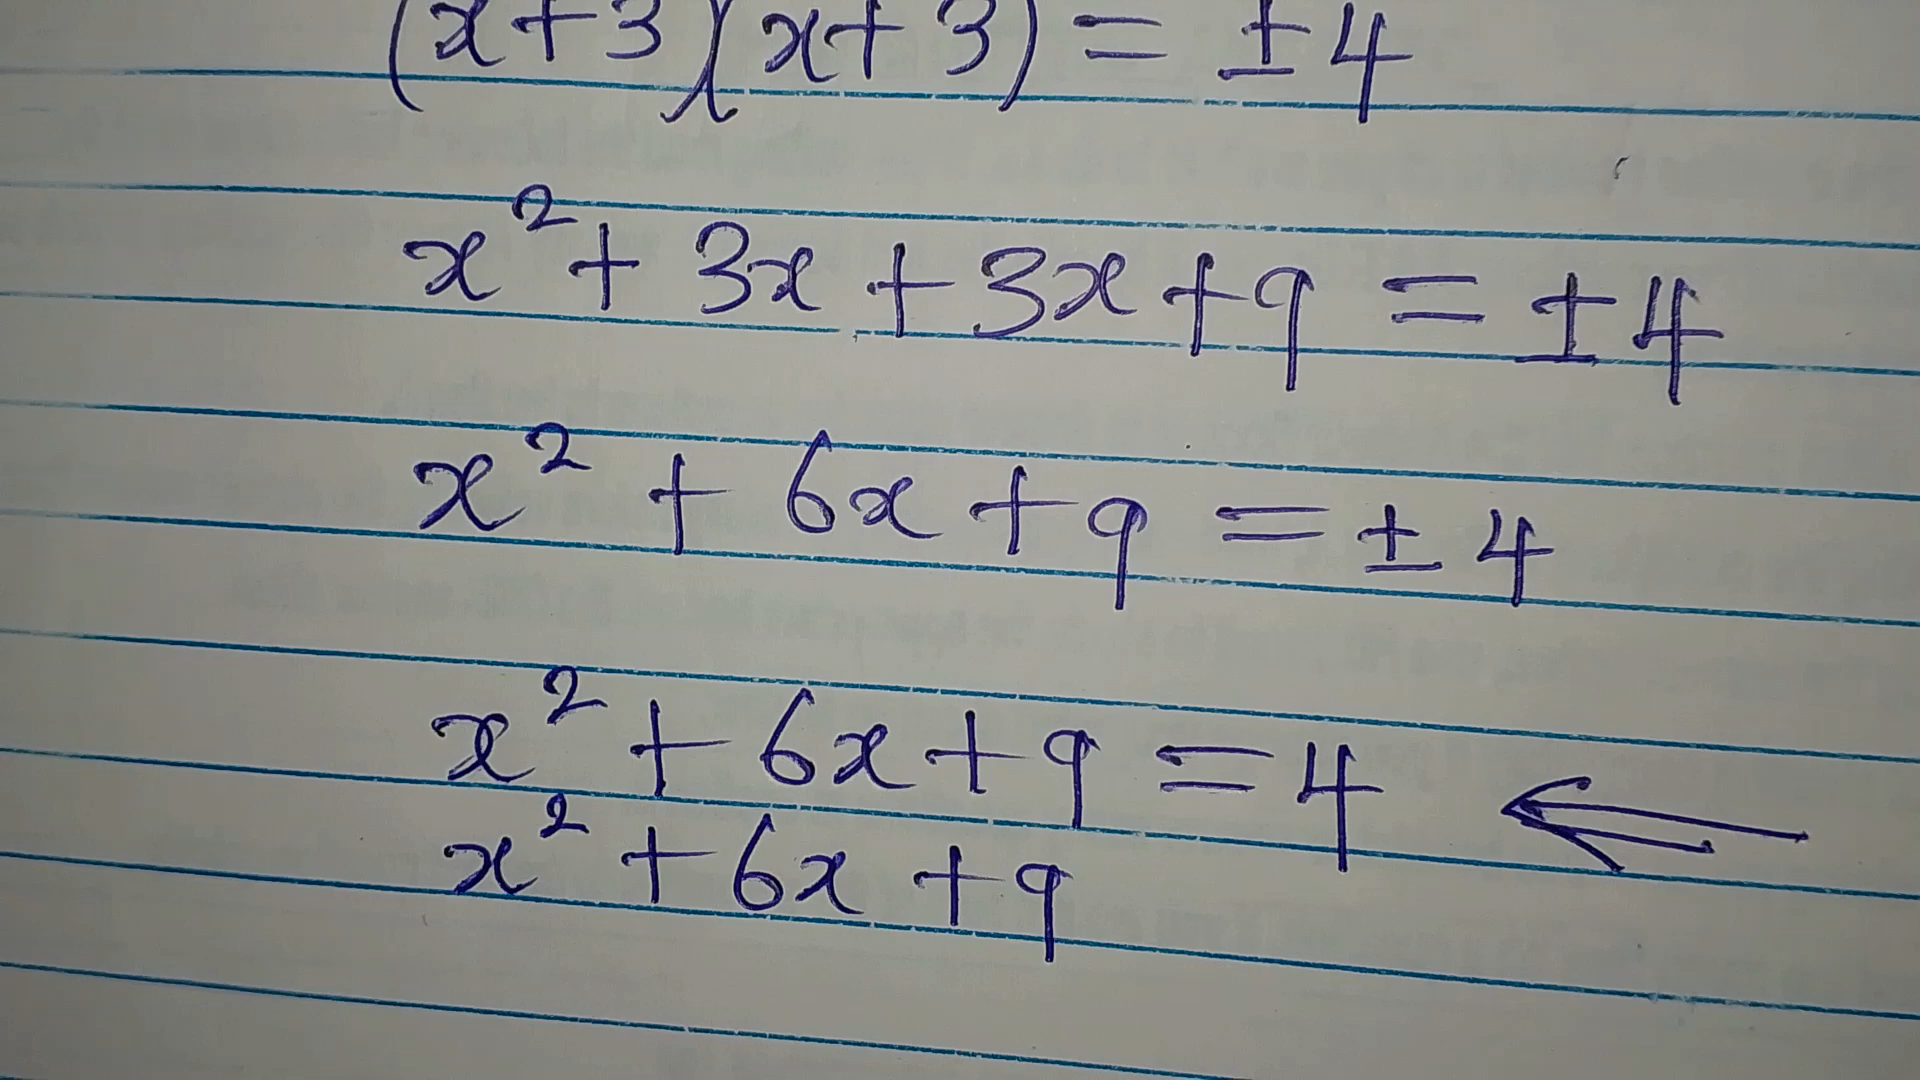 (x+3)(x+3) = ±4
x² + 3x + 3x + 9 = ±4
x² + 6x + 9 = ±4
x² + 6x + 9 = 4
x² + 6x + 9